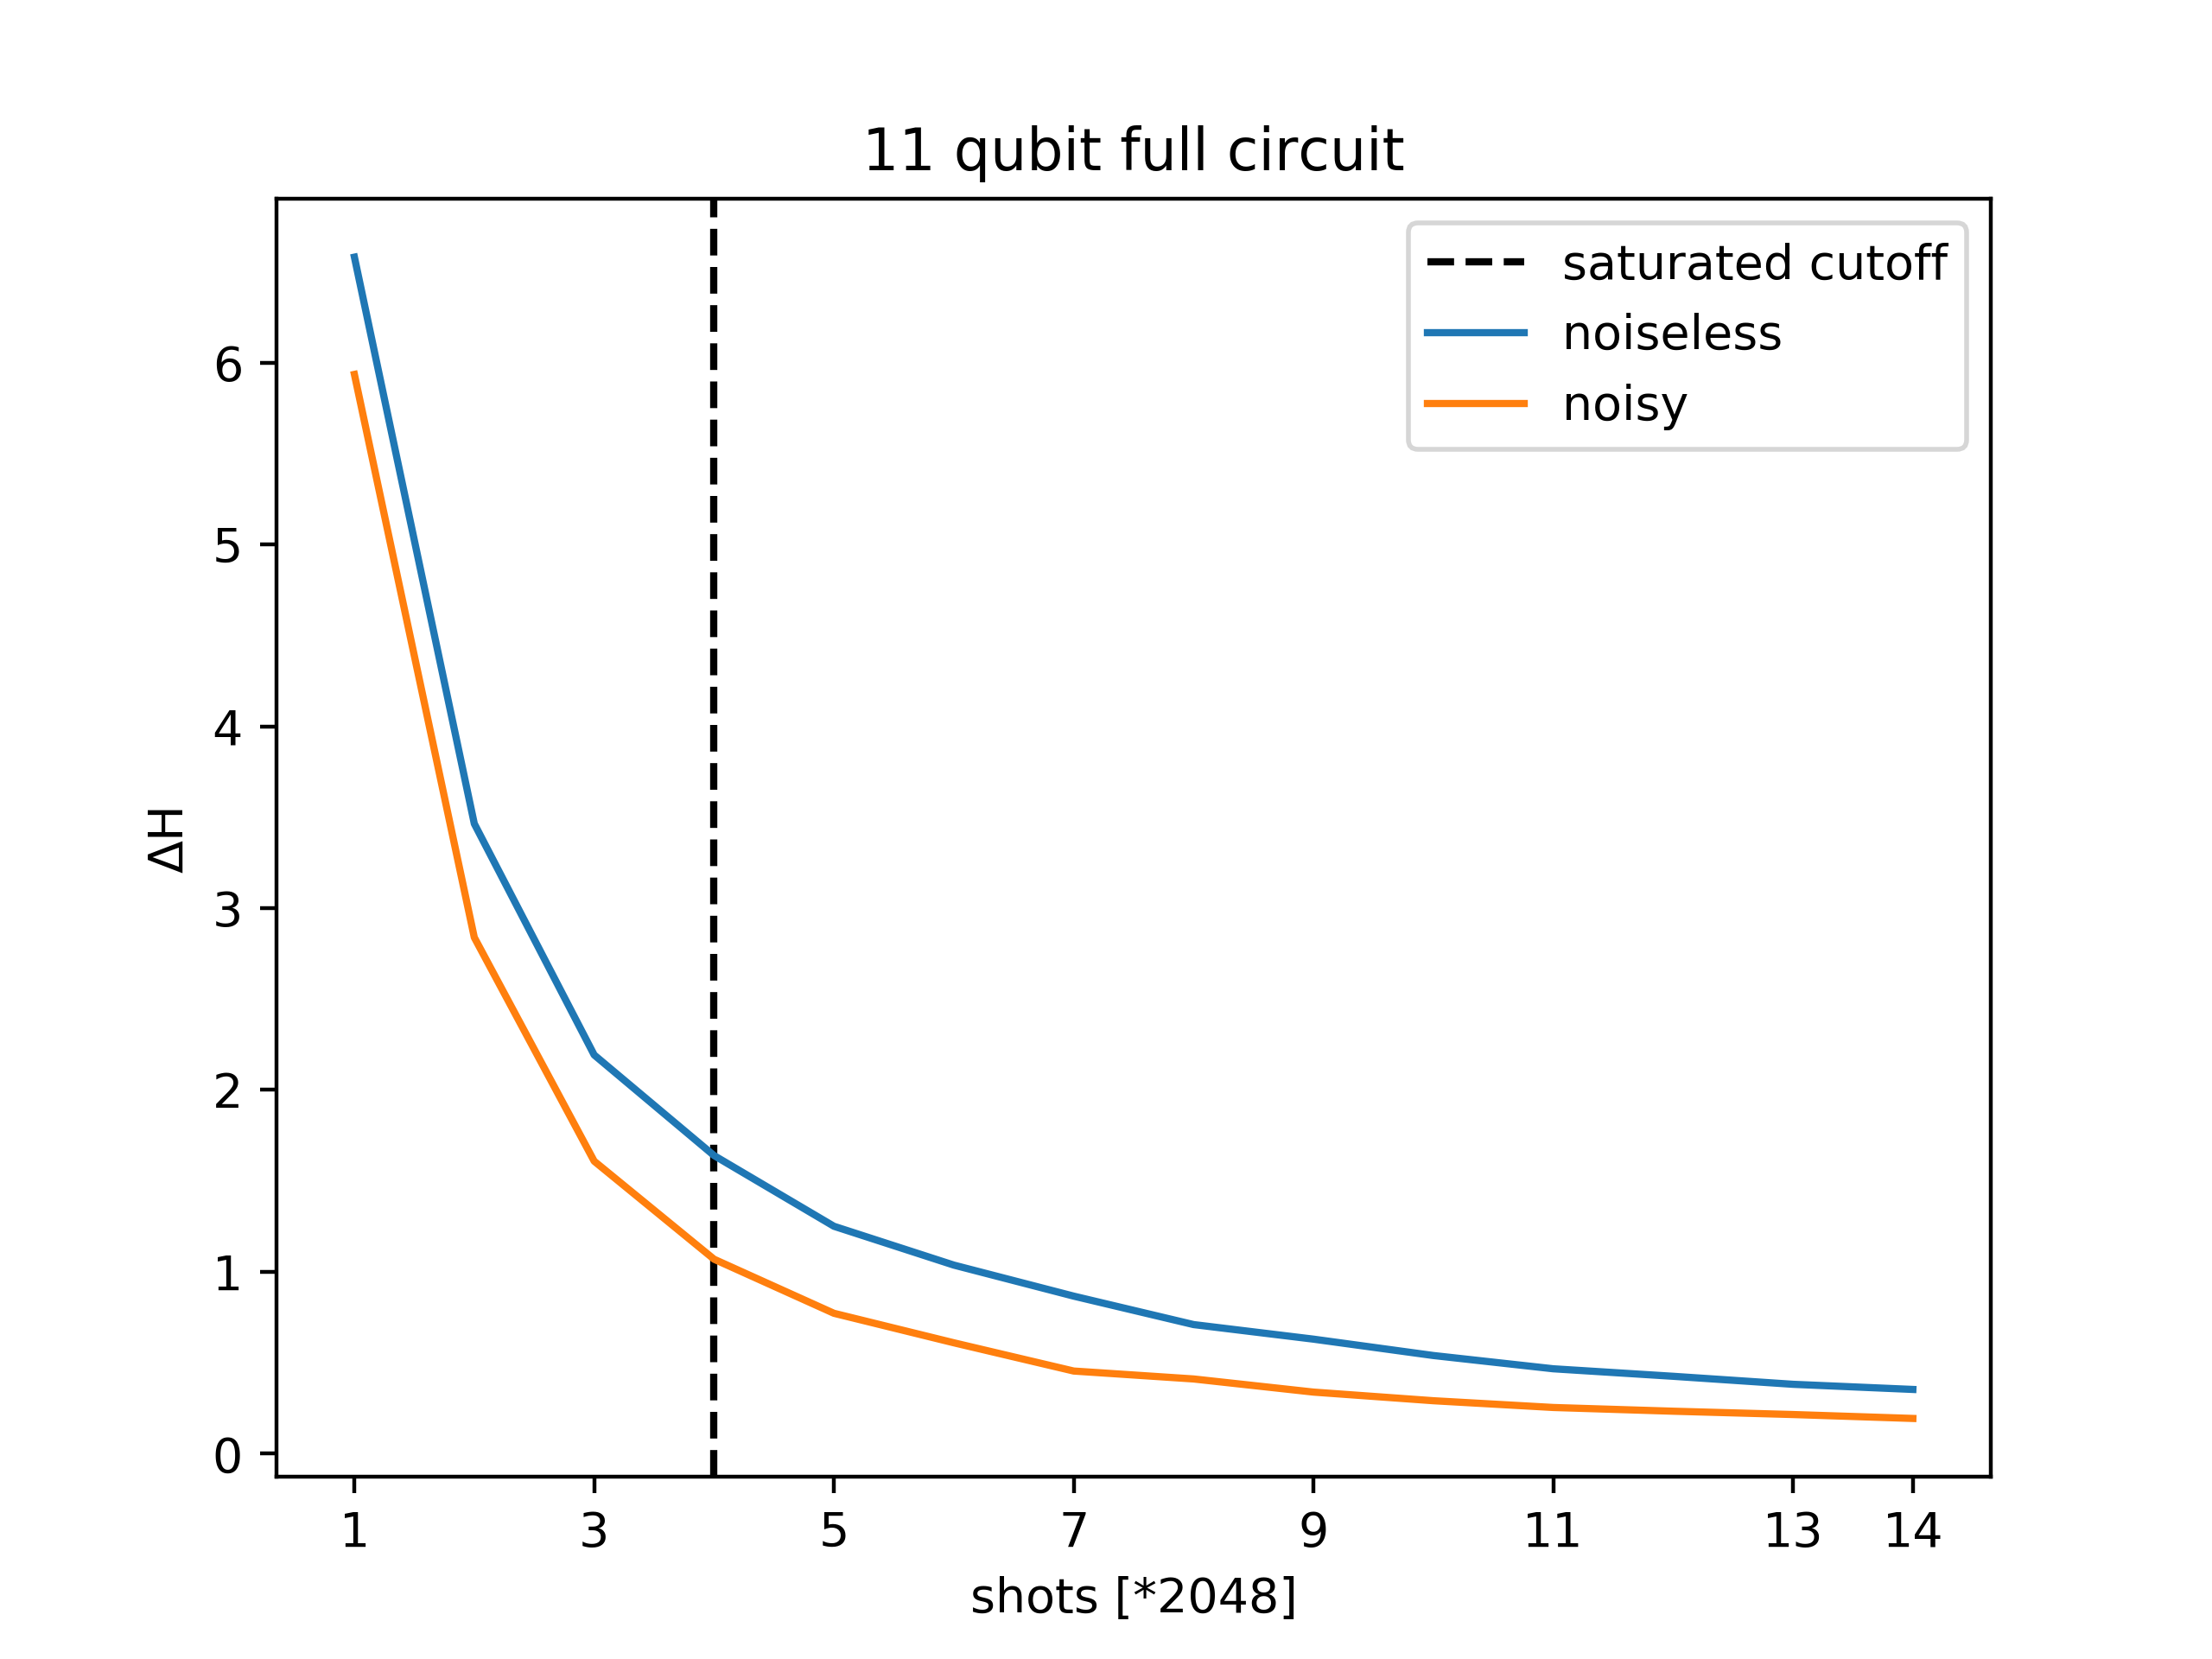 11 qubit full circuit
saturated cutoff
noiseless
noisy
6
5
4
3
2
1
0
ΔH
1 3 5 7 9 11 13 14
shots [*2048]